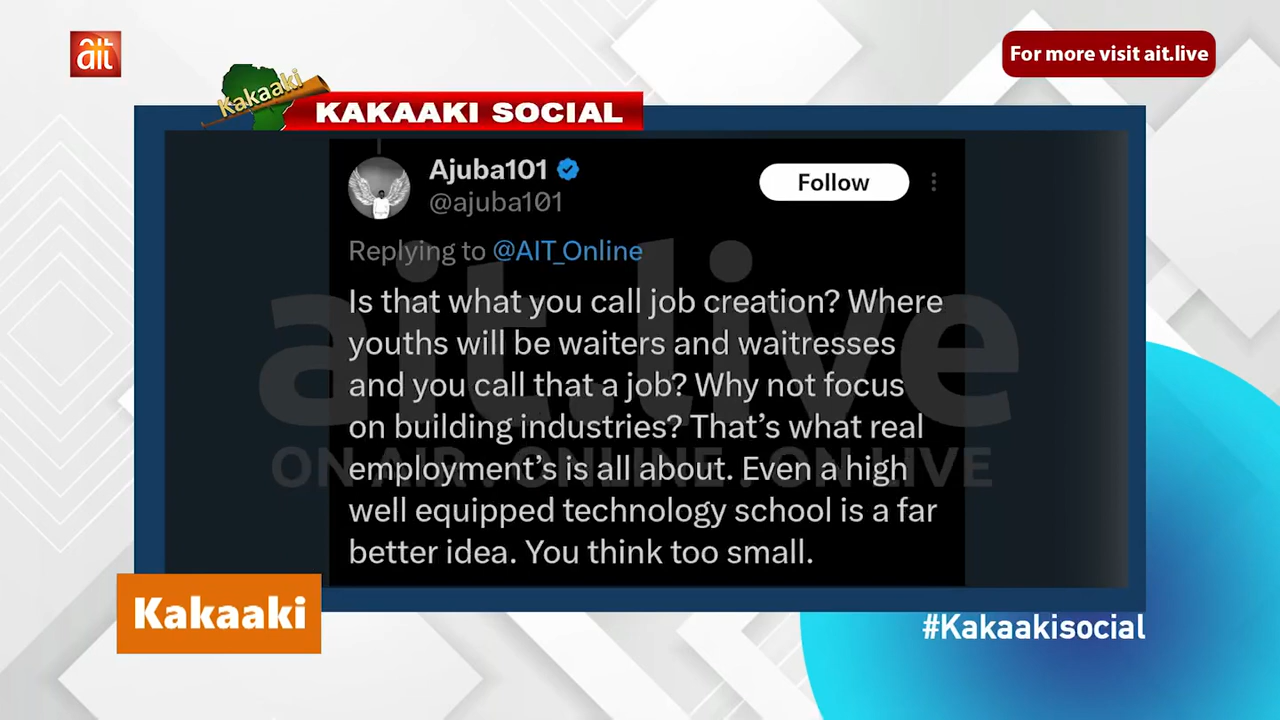 ait
For more visit ait.live
Kakaaki
KAKAAKI SOCIAL
Ajuba101
@ajuba101
Follow
Replying to @AIT_Online
Is that what you call job creation? Where
youths will be waiters and waitresses
and you call that a job? Why not focus
on building industries? That’s what real
employment’s is all about. Even a high
well equipped technology school is a far
better idea. You think too small.
ait.live
ON AIR. ONLINE. ON LIVE
Kakaaki
#Kakaakisocial